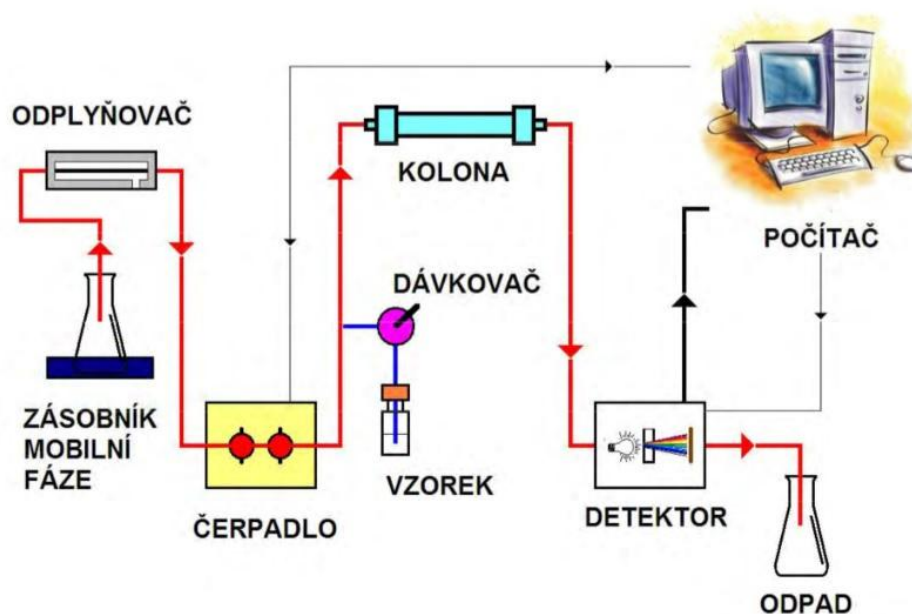 ODPLYŇOVAČ
KOLONA
POČÍTAČ
DÁVKOVAČ
ZÁSOBNÍK
MOBILNÍ
FÁZE
VZOREK
ČERPADLO
DETEKTOR
ODPAD